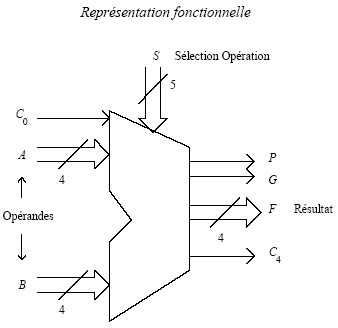 Représentation fonctionnelle
S Sélection Opération
5
C0
A
4
P
G
Opérandes
F Résultat
4
C4
B
4